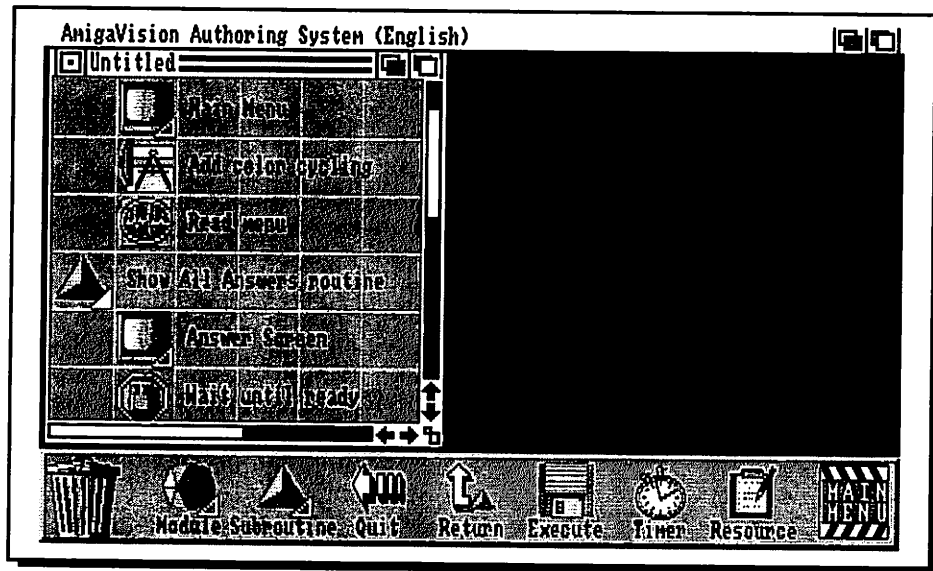 AmigaVision Authoring System (English)
Untitled
Main Menu
Add color cycling
Read menu
Show All Answers routine
Answer Screen
Wait until ready
Module Subroutine Quit Return Execute Timer Resource
MAIN
MENU